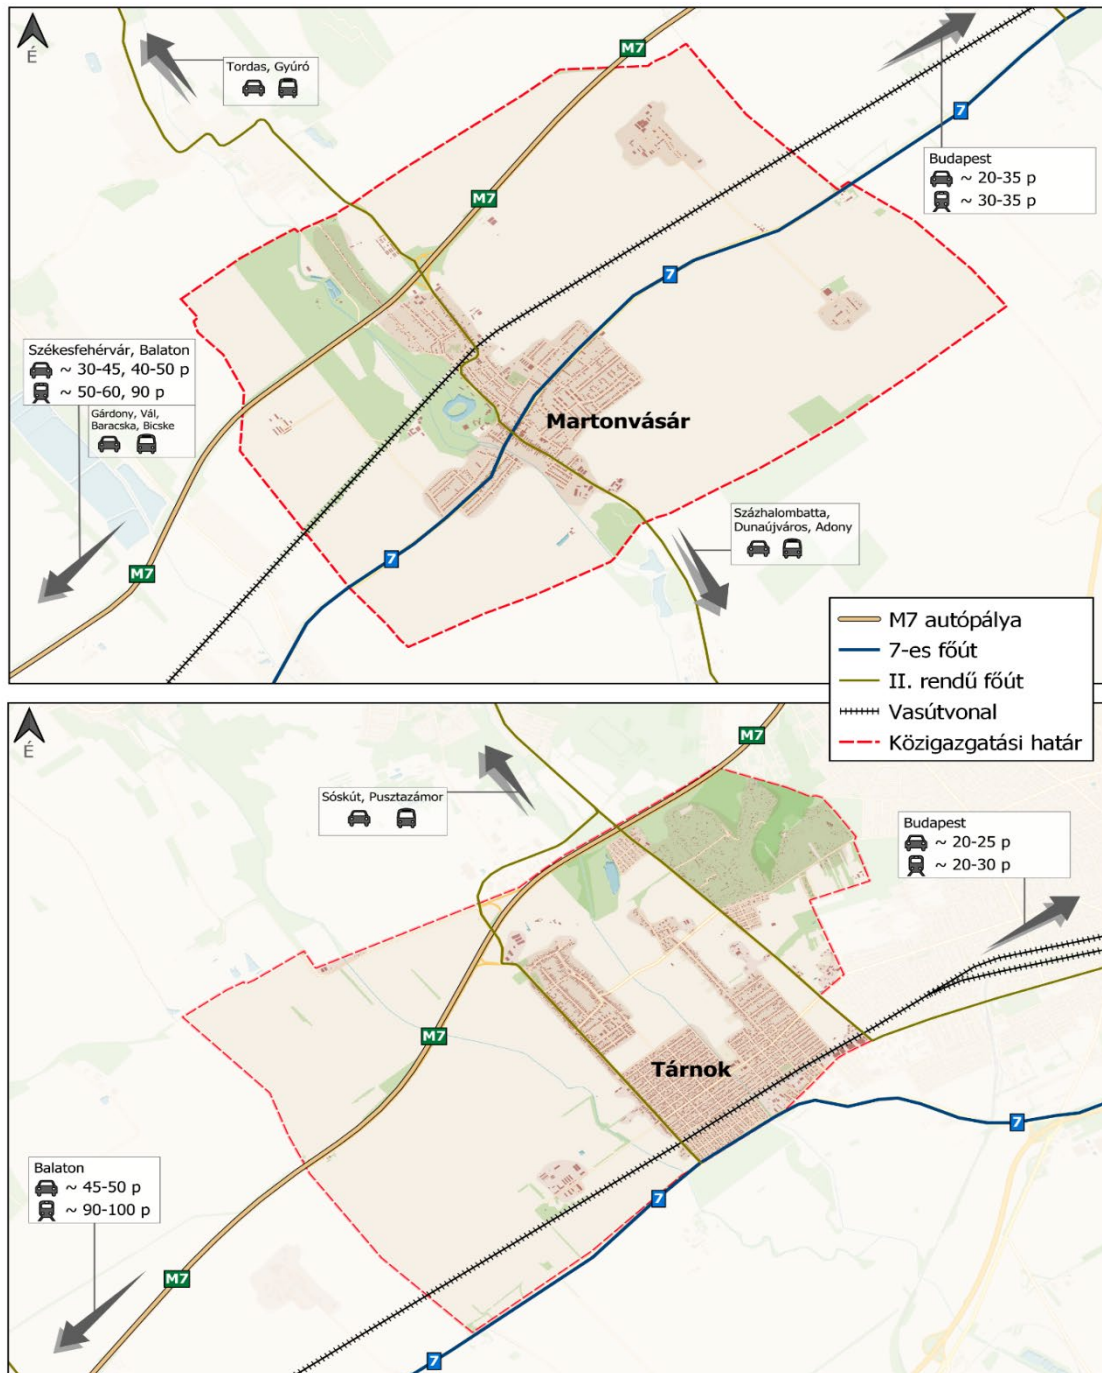 É
Tordas, Gyúró
M7
7
Budapest
~ 20-35 p
~ 30-35 p
M7
7
Székesfehérvár, Balaton
~ 30-45, 40-50 p
~ 50-60, 90 p
Gárdony, Vál,
Baracska, Bicske
Martonvásár
Százhalombatta,
Dunaújváros, Adony
7
M7
M7 autópálya
7-es főút
II. rendű főút
Vasútvonal
Közigazgatási határ
É
M7
Sóskút, Pusztazámor
Budapest
~ 20-25 p
~ 20-30 p
M7
Tárnok
7
Balaton
~ 45-50 p
~ 90-100 p
7
M7
7